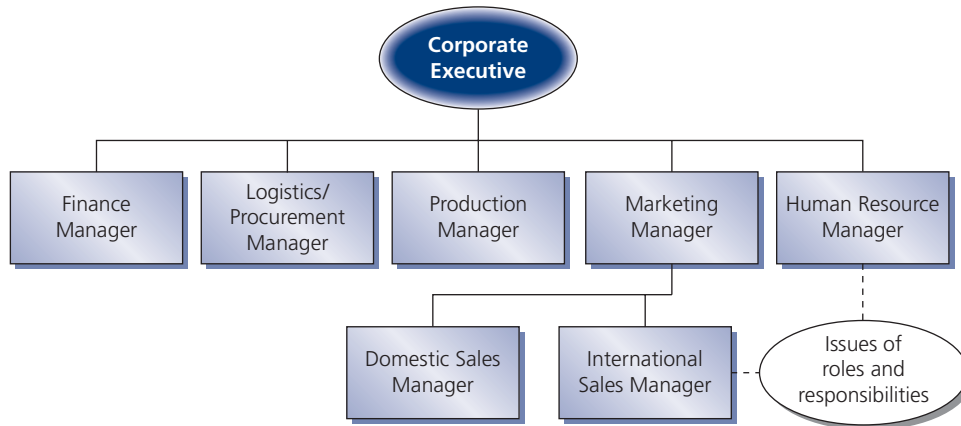 Corporate
Executive
Finance
Manager
Logistics/
Procurement
Manager
Production
Manager
Marketing
Manager
Human Resource
Manager
Domestic Sales
Manager
International
Sales Manager
Issues of
roles and
responsibilities